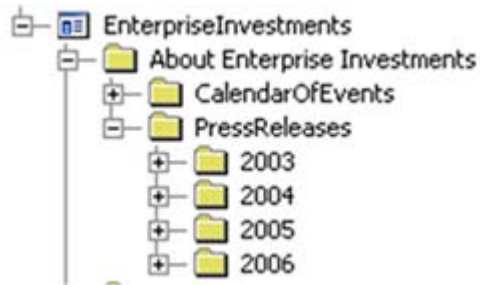 EnterpriseInvestments
About Enterprise Investments
CalendarOfEvents
PressReleases
2003
2004
2005
2006